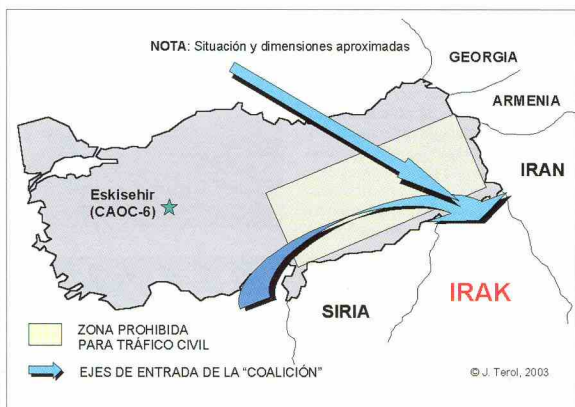 NOTA: Situación y dimensiones aproximadas
GEORGIA
ARMENIA
IRAN
Eskisehir
(CAOC-6)
SIRIA
IRAK
ZONA PROHIBIDA
PARA TRÁFICO CIVIL
EJES DE ENTRADA DE LA "COALICIÓN"
© J. Terol, 2003